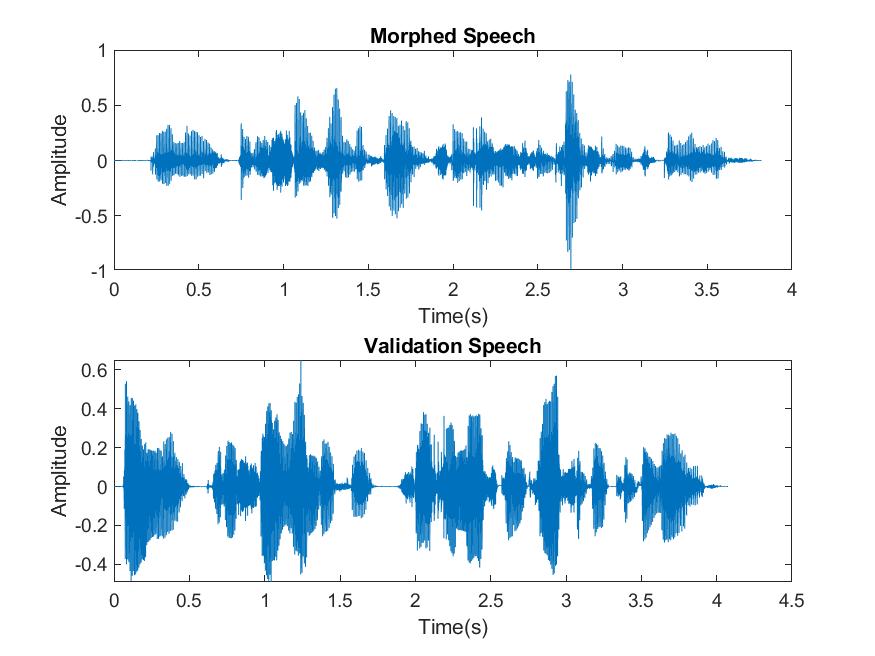 Morphed Speech
1
0.5
0
-0.5
-1
Amplitude
0 0.5 1 1.5 2 2.5 3 3.5 4
Time(s)
Validation Speech
0.6
0.4
0.2
0
-0.2
-0.4
Amplitude
0 0.5 1 1.5 2 2.5 3 3.5 4 4.5
Time(s)